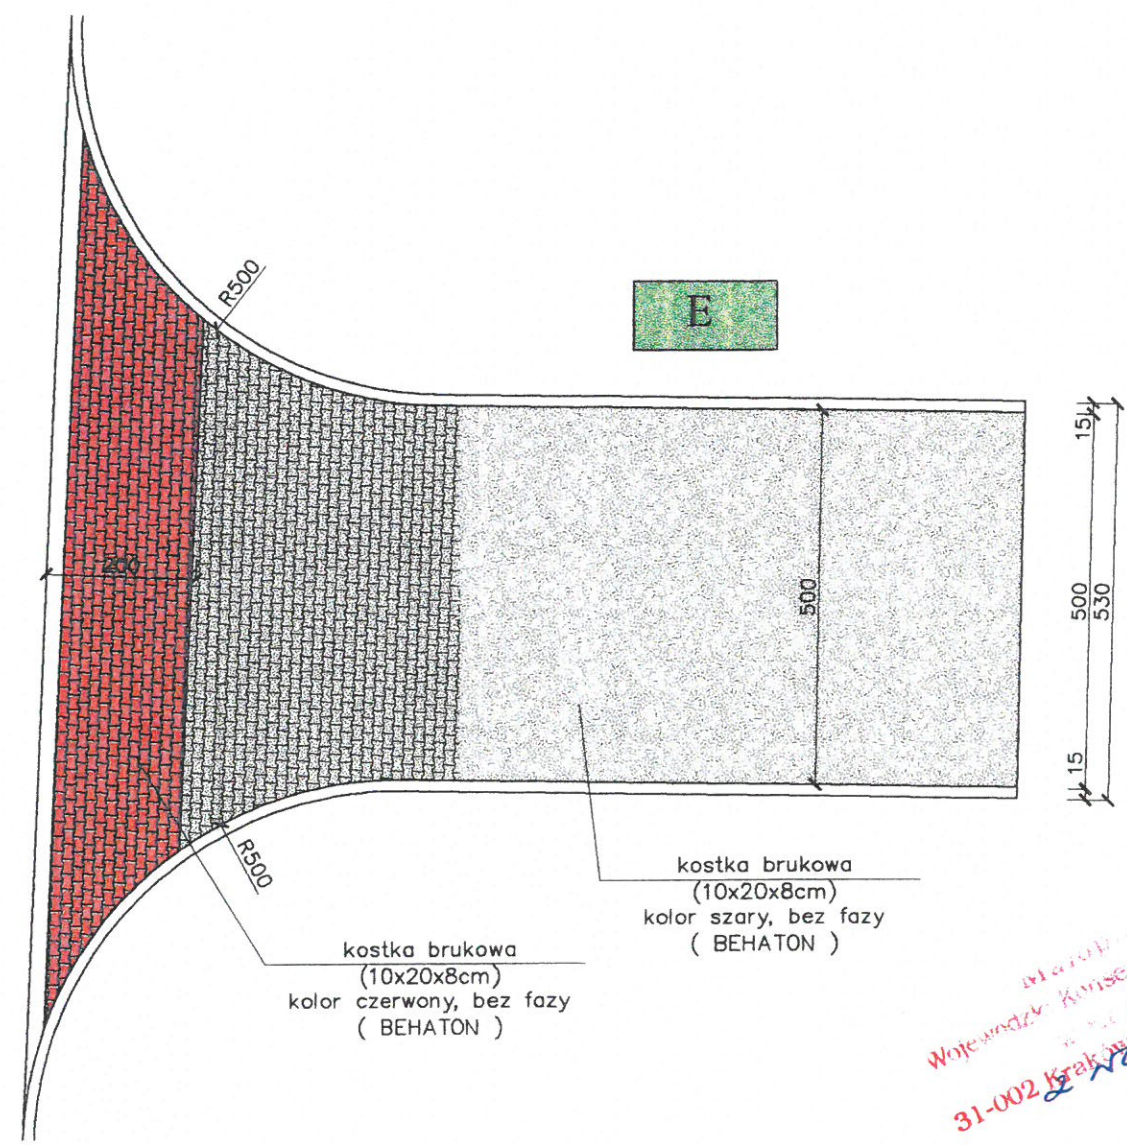 R500
E
15
200
500
500
530
15
R500
kostka brukowa
(10x20x8cm)
kolor szary, bez fazy
( BEHATON )
kostka brukowa
(10x20x8cm)
kolor czerwony, bez fazy
( BEHATON )
31-002 Kraków